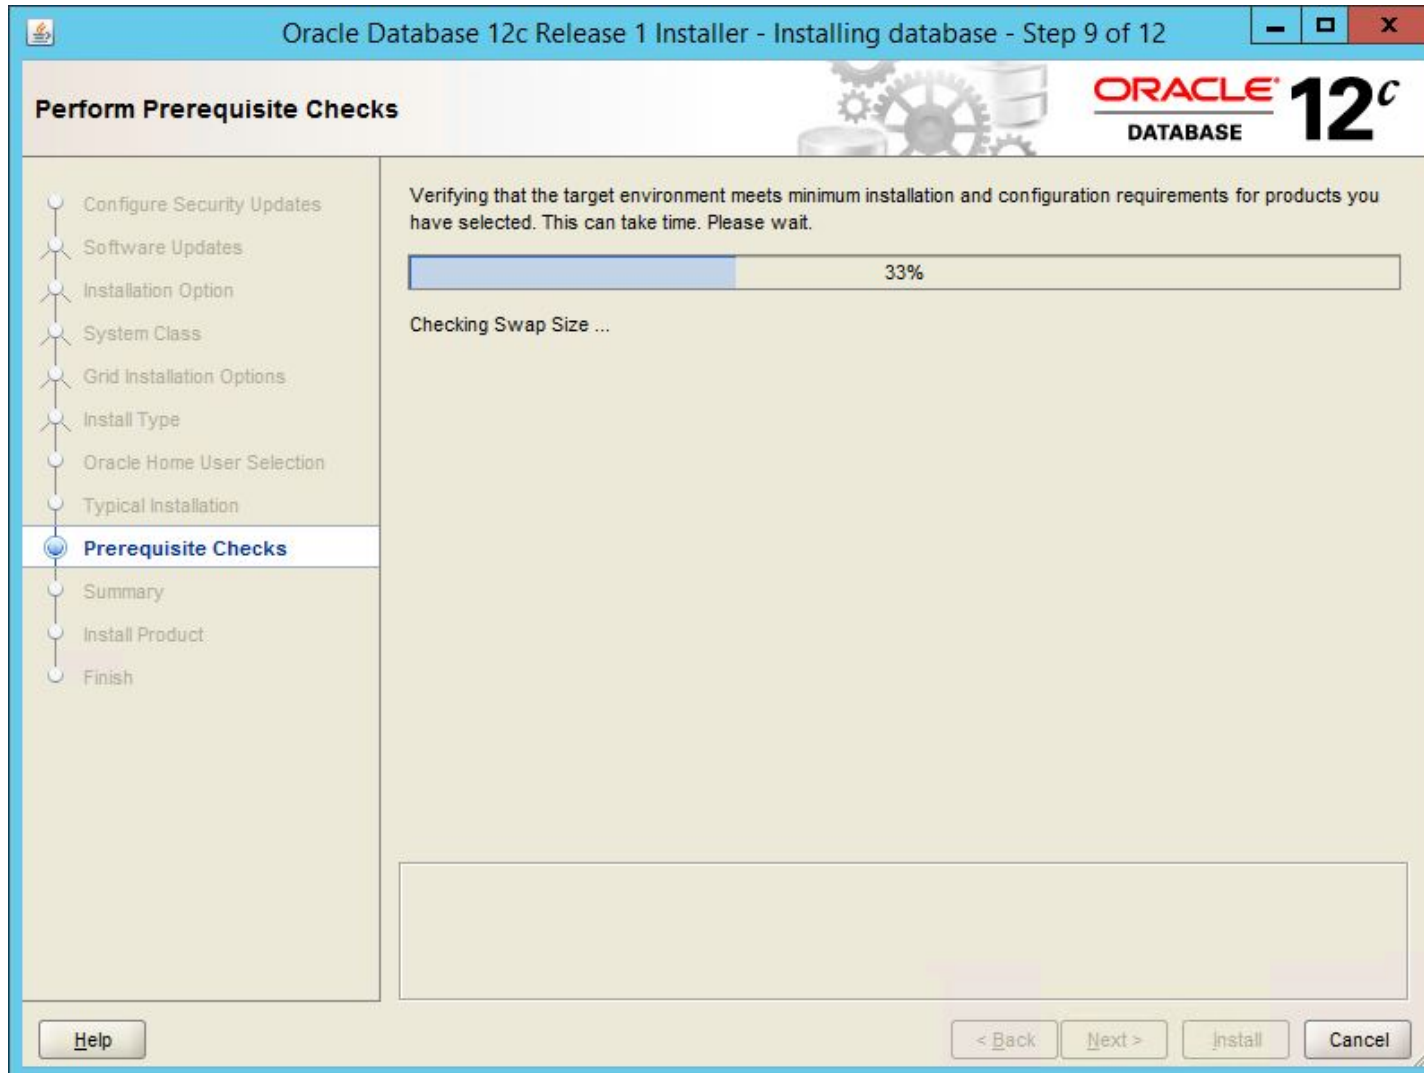 Oracle Database 12c Release 1 Installer - Installing database - Step 9 of 12
Perform Prerequisite Checks
ORACLE
DATABASE
12c
Configure Security Updates
Software Updates
Installation Option
System Class
Grid Installation Options
Install Type
Oracle Home User Selection
Typical Installation
Prerequisite Checks
Summary
Install Product
Finish
Verifying that the target environment meets minimum installation and configuration requirements for products you
have selected. This can take time. Please wait.
33%
Checking Swap Size ...
Help
< Back
Next >
Install
Cancel